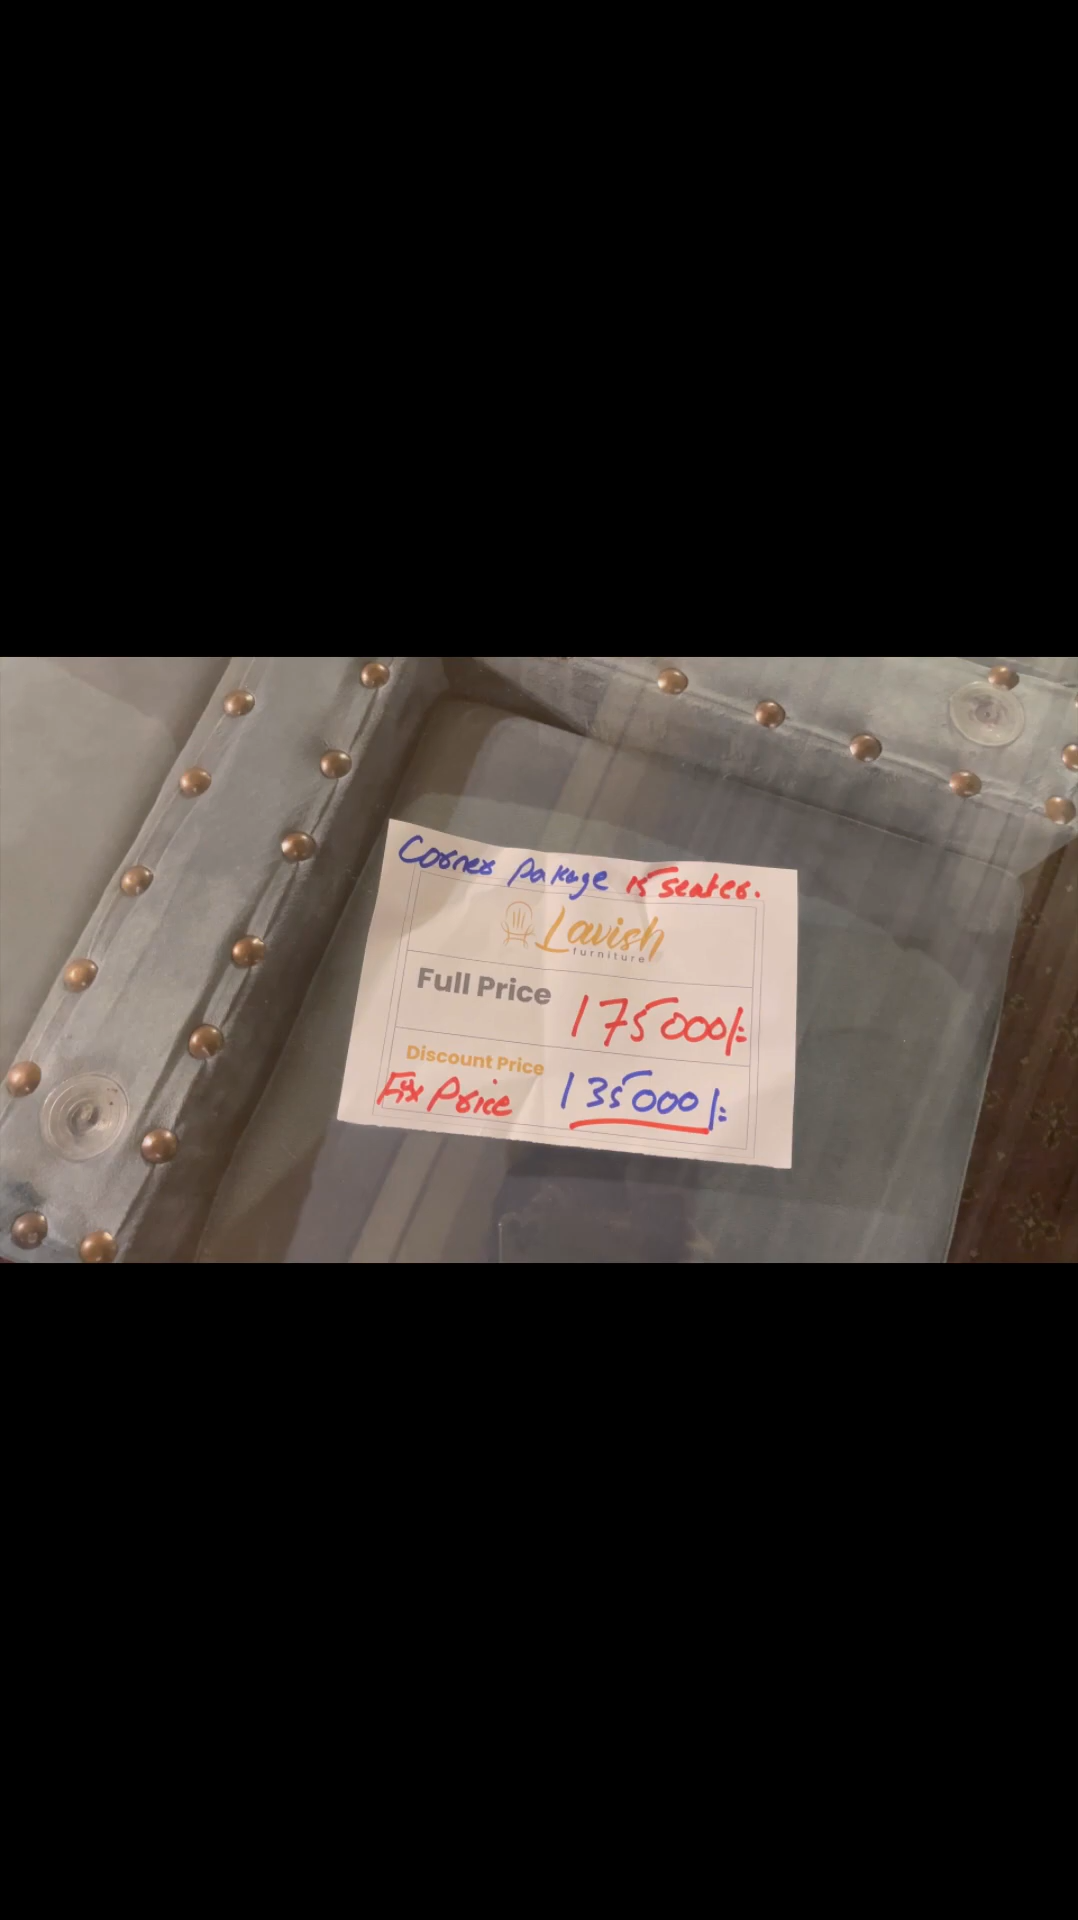 Corner Pakage 15 seater.
Lavish
furniture
Full Price 175000/=
Discount Price
Fix Price 135000/=